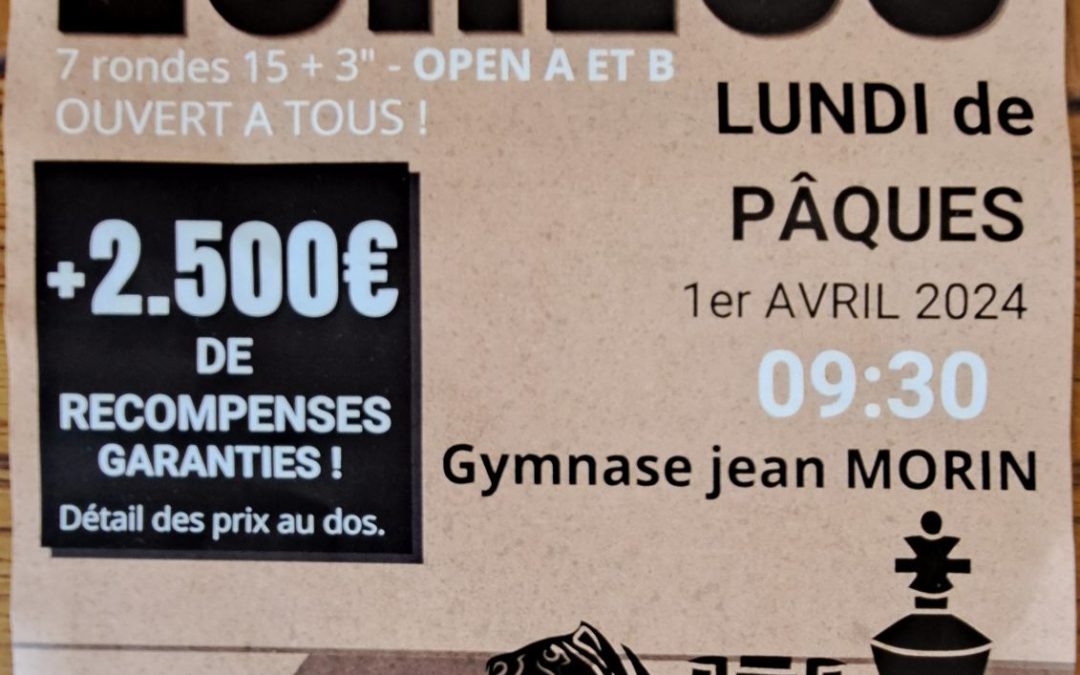 7 rondes 15 + 3" - OPEN A ET B
OUVERT A TOUS !
LUNDI de
PÂQUES
1er AVRIL 2024
09:30
Gymnase jean MORIN
+2.500€
DE
RECOMPENSES
GARANTIES !
Détail des prix au dos.